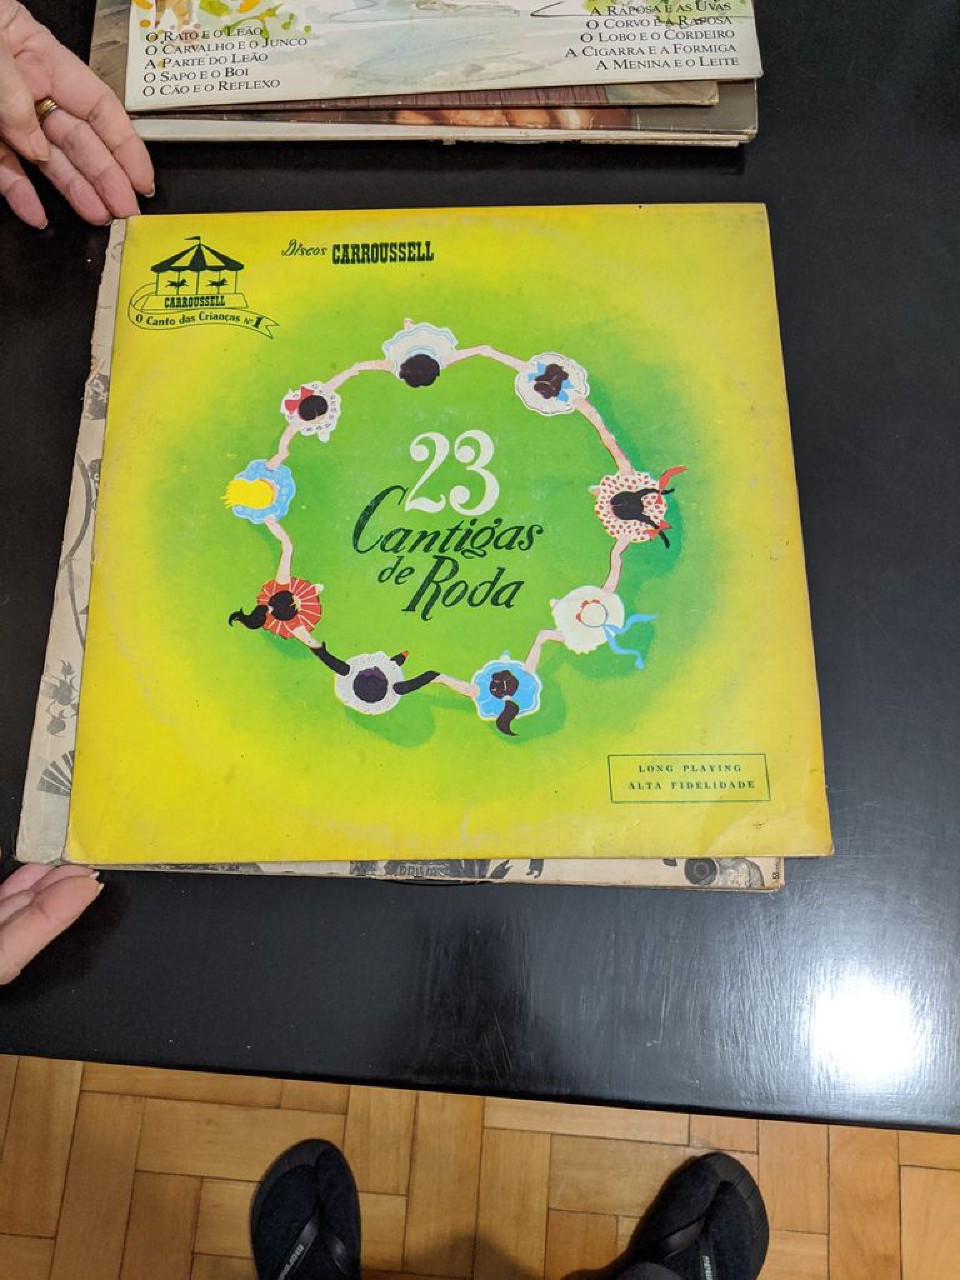 O RATO E O LEÃO
O CARVALHO E O JUNCO
A PARTE DO LEÃO
O SAPO E O BOI
O CÃO E O REFLEXO
A RAPOSA E AS UVAS
O CORVO E A RAPOSA
O LOBO E O CORDEIRO
A CIGARRA E A FORMIGA
A MENINA E O LEITE
Discos CARROUSSELL
CARROUSSELL
O Canto das Crianças Nº 1
23
Cantigas
de Roda
LONG PLAYING
ALTA FIDELIDADE